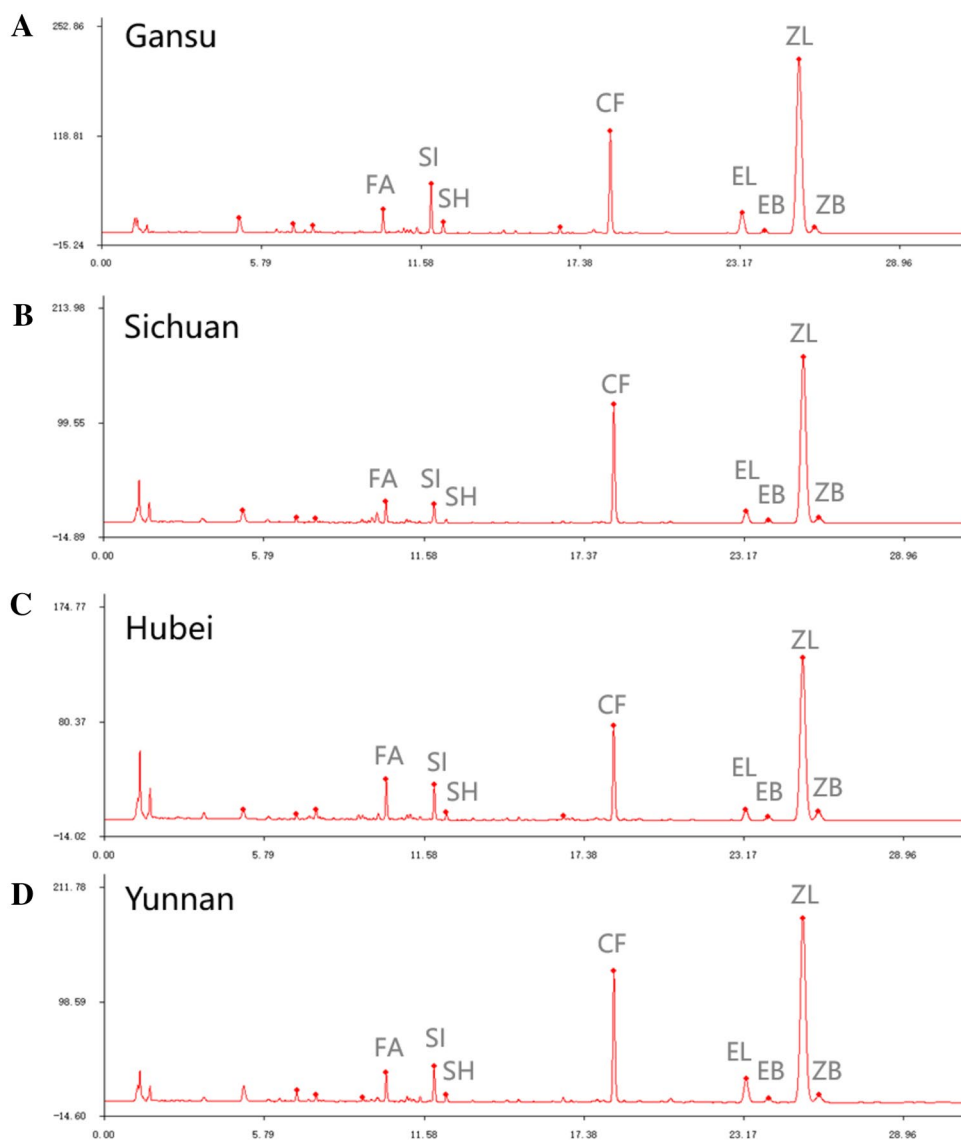 A
252.86
Gansu
ZL
CF
118.81
SI
FA
SH
EL
EB
ZB
−15.24
0.00 5.79 11.58 17.38 23.17 28.96
B
213.98
Sichuan
ZL
CF
99.55
FA
SI
SH
EL
EB
ZB
−14.89
0.00 5.79 11.58 17.37 23.17 28.96
C
174.77
Hubei
ZL
CF
80.37
FA
SI
SH
EL
EB
ZB
−14.02
0.00 5.79 11.58 17.38 23.17 28.96
D
211.78
Yunnan
ZL
CF
98.59
FA
SI
SH
EL
EB
ZB
−14.60
0.00 5.79 11.58 17.38 23.17 28.96